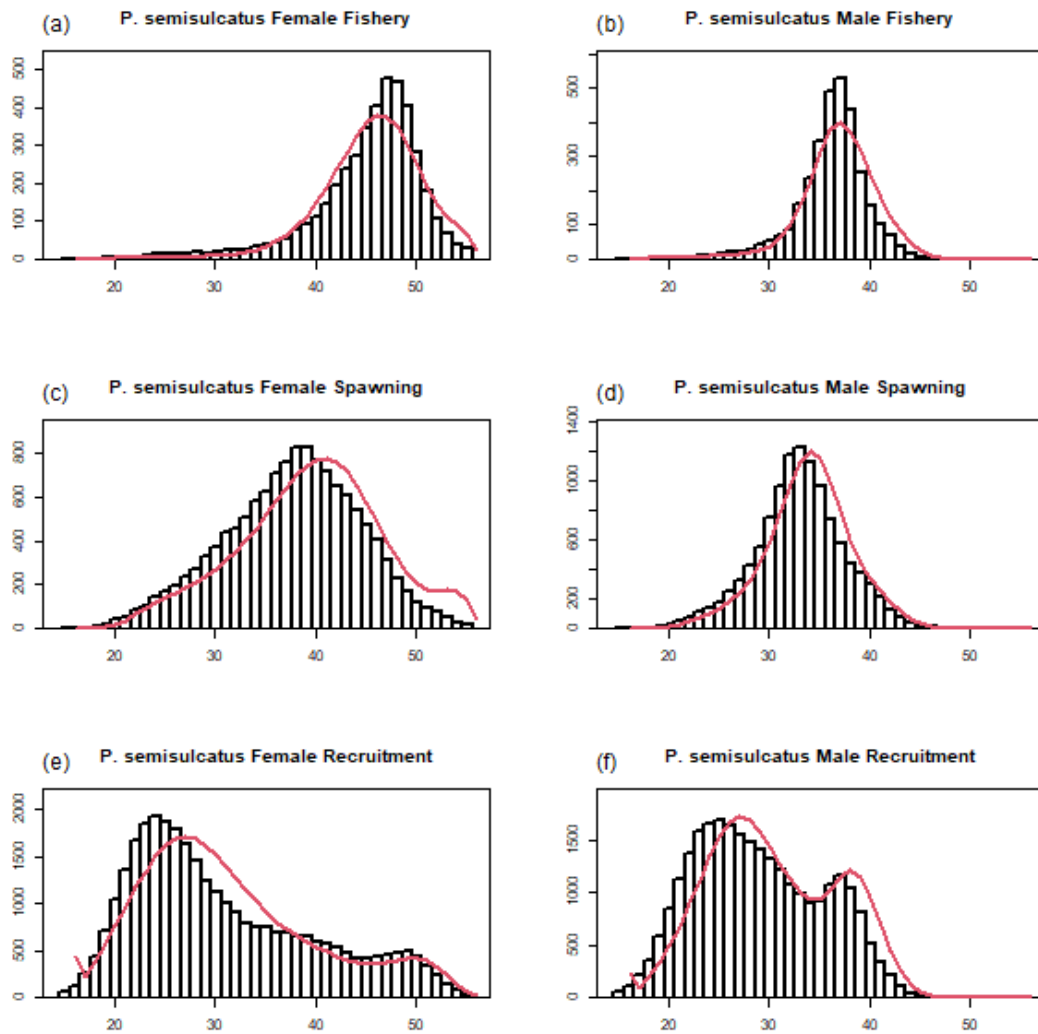 (a) P. semisulcatus Female Fishery
0 100 200 300 400 500
20 30 40 50
(b) P. semisulcatus Male Fishery
0 100 300 500
20 30 40 50
(c) P. semisulcatus Female Spawning
0 200 400 600 800
20 30 40 50
(d) P. semisulcatus Male Spawning
0 200 600 1000 1400
20 30 40 50
(e) P. semisulcatus Female Recruitment
0 500 1000 1500 2000
20 30 40 50
(f) P. semisulcatus Male Recruitment
0 500 1000 1500
20 30 40 50